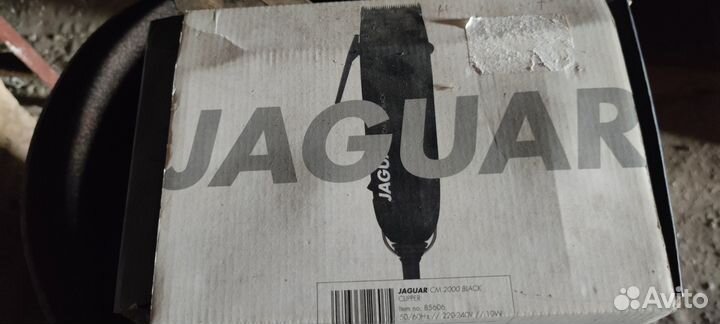 JAGUAR
JAGUAR
JAGUAR CM 2000 BLACK
CLIPPER
Item no. 85606
50/60Hz // 220-240V // 10W
Avito